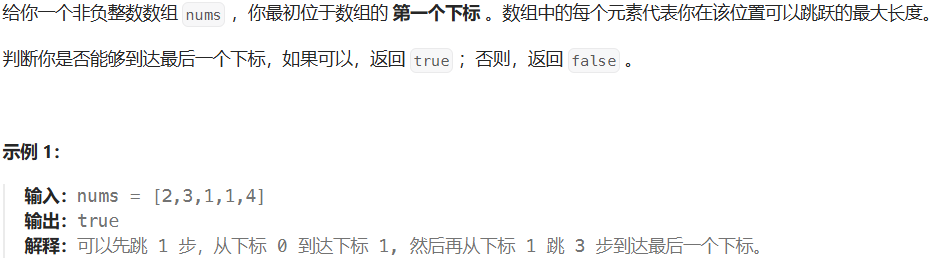 给你一个非负整数数组 nums ，你最初位于数组的 第一个下标 。数组中的每个元素代表你在该位置可以跳跃的最大长度。
判断你是否能够到达最后一个下标，如果可以，返回 true ；否则，返回 false 。
示例 1：
输入：nums = [2,3,1,1,4]
输出：true
解释：可以先跳 1 步，从下标 0 到达下标 1, 然后再从下标 1 跳 3 步到达最后一个下标。